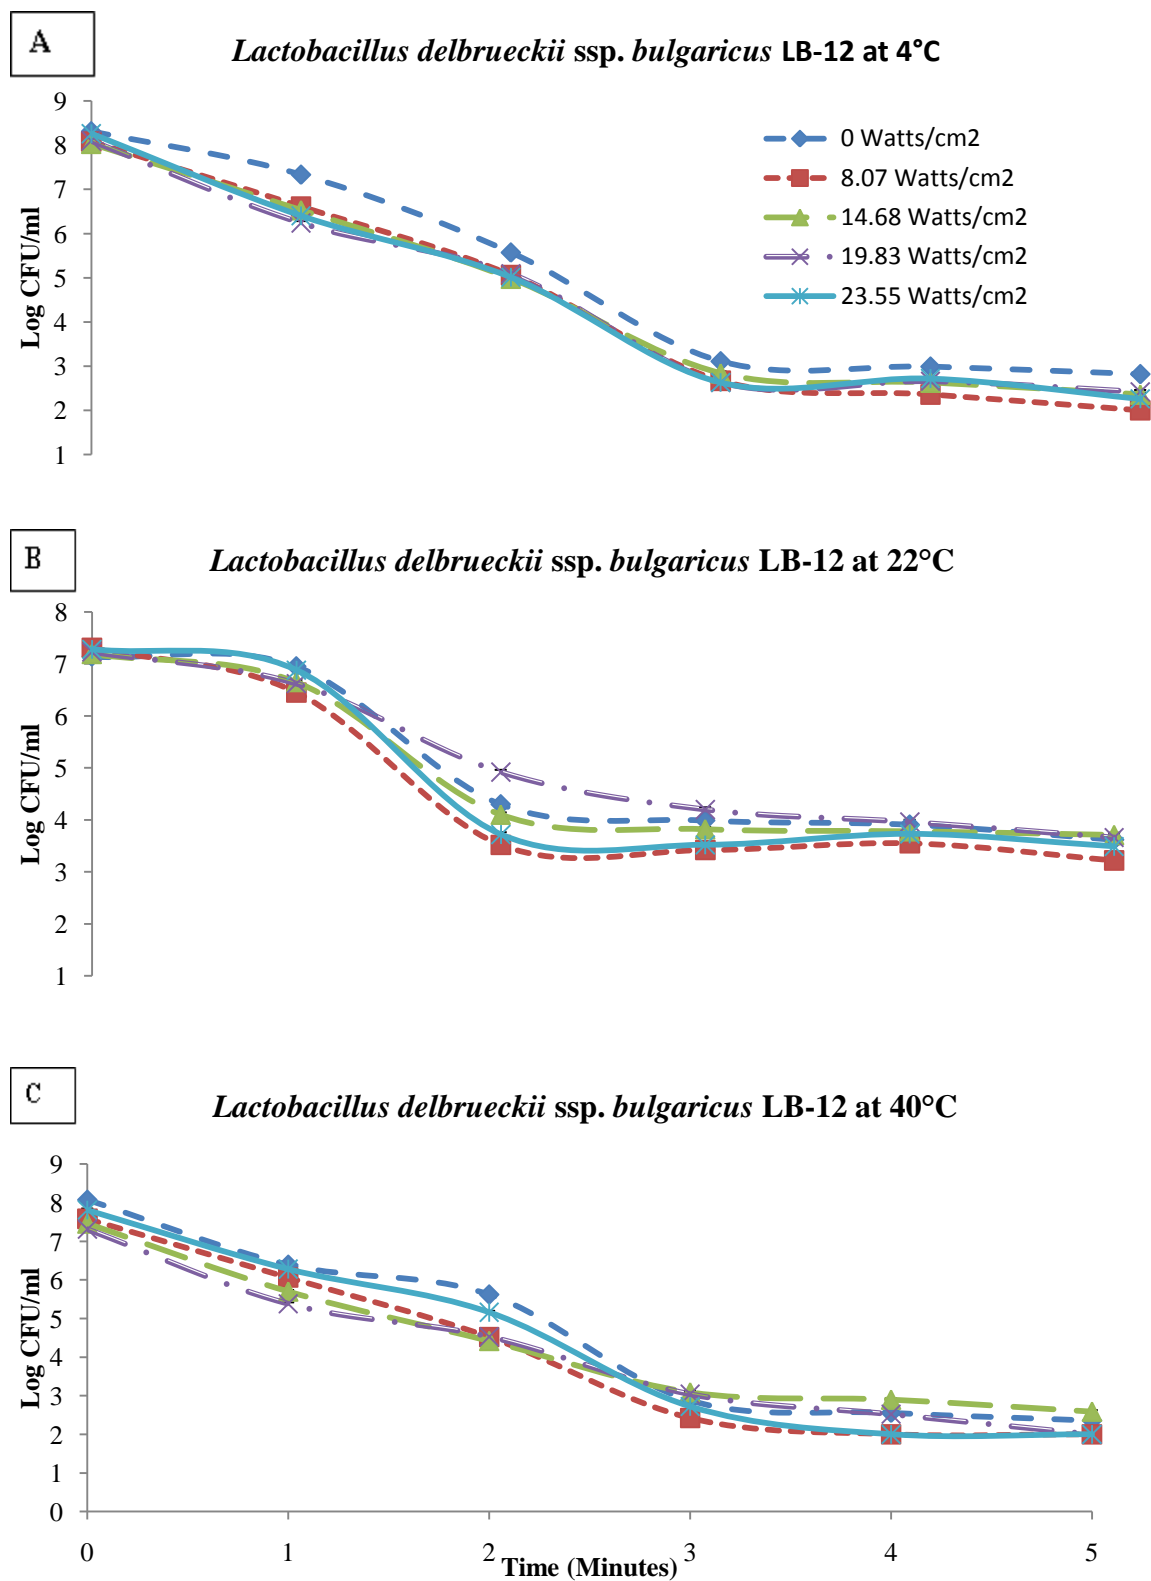 A
Lactobacillus delbrueckii ssp. bulgaricus LB-12 at 4°C
9
8
7
6
5
4
3
2
1
Log CFU/ml
0 Watts/cm2
8.07 Watts/cm2
14.68 Watts/cm2
19.83 Watts/cm2
23.55 Watts/cm2
B
Lactobacillus delbrueckii ssp. bulgaricus LB-12 at 22°C
8
7
6
5
4
3
2
1
Log CFU/ml
C
Lactobacillus delbrueckii ssp. bulgaricus LB-12 at 40°C
9
8
7
6
5
4
3
2
1
0
Log CFU/ml
0 1 2 3 4 5
Time (Minutes)